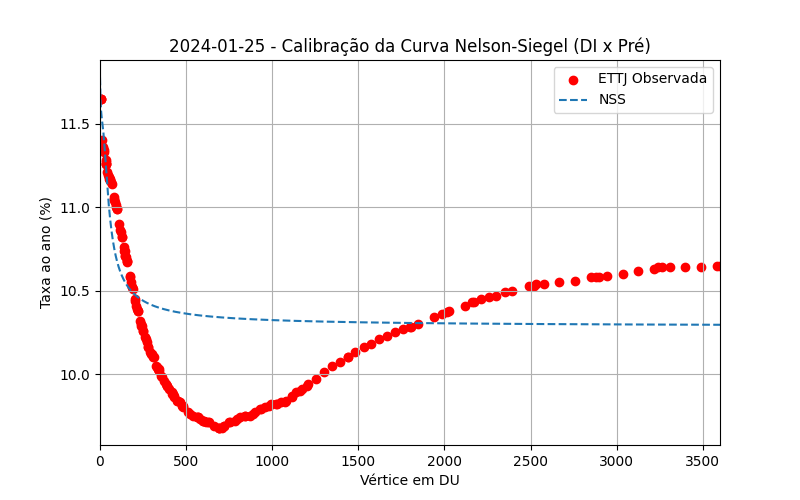 2024-01-25 - Calibração da Curva Nelson-Siegel (DI x Pré)
ETTJ Observada
NSS
Taxa ao ano (%)
11.5
11.0
10.5
10.0
0
500
1000
1500
2000
2500
3000
3500
Vértice em DU